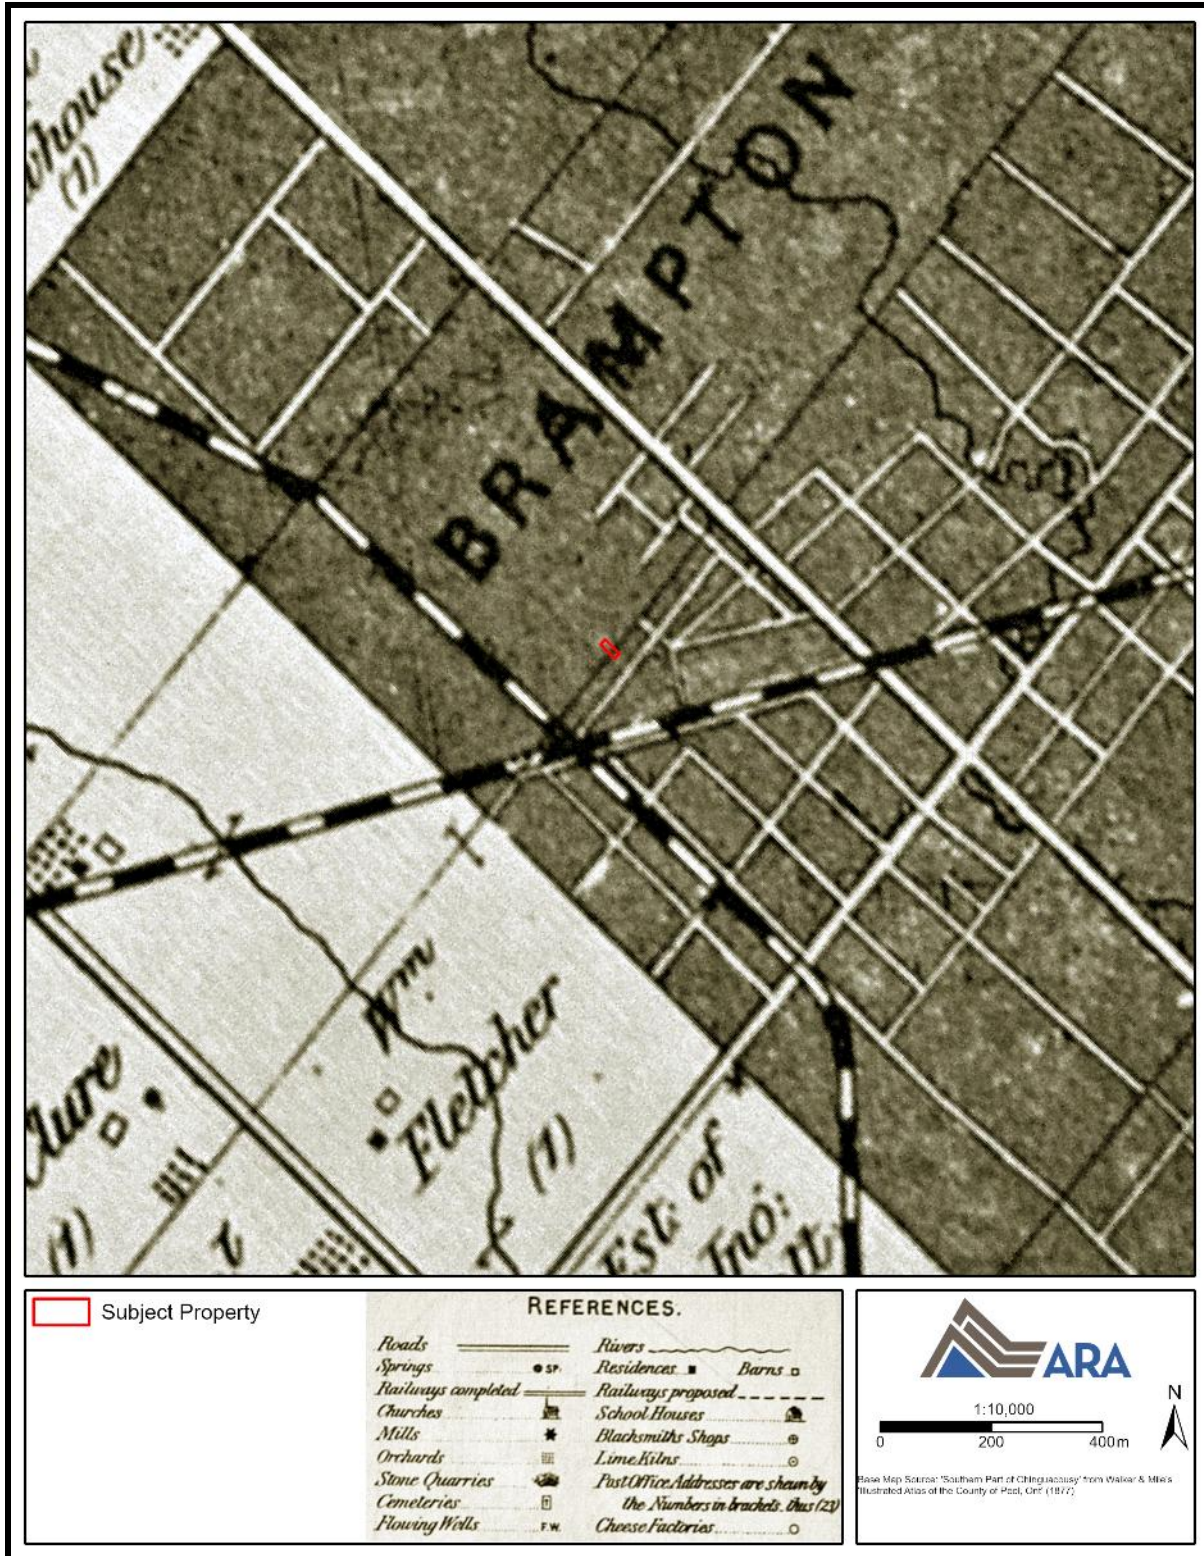 house
(1)
BRAMPTON
Wm
Fletcher
(1)
Clure
(1)
t
Est: of
Jno:
tt
Subject Property
REFERENCES.
Roads
Rivers
Springs SP.
Residences Barns
Railways completed
Railways proposed
Churches
School Houses
Mills
Blacksmiths Shops
Orchards
Lime Kilns
Stone Quarries
Post Office Addresses are shewn by
the Numbers in brackets. thus (23)
Cemeteries
Flowing Wells F.W.
Cheese Factories
ARA
N
1:10,000
0 200 400m
Base Map Source: 'Southern Part of Chinguacousy' from Walker & Mile's
'Illustrated Atlas of the County of Peel, Ont' (1877)